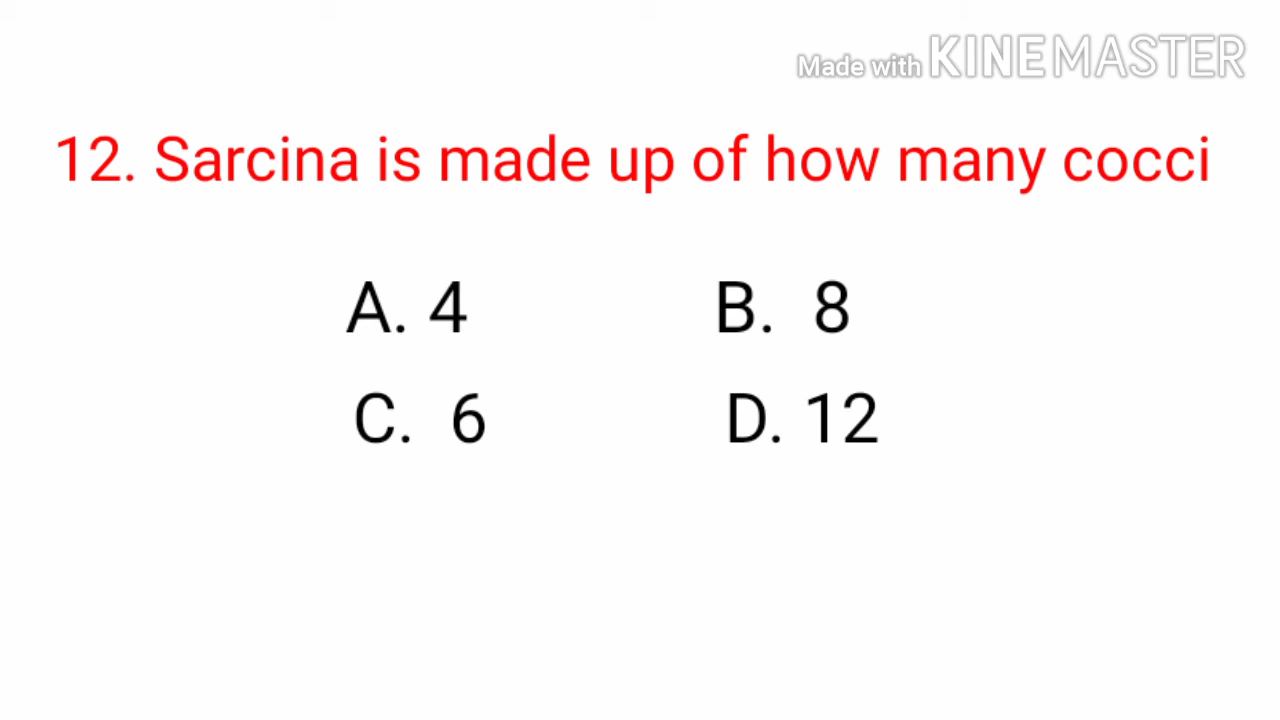 Made with KINEMASTER
12. Sarcina is made up of how many cocci
A. 4 B. 8
C. 6 D. 12